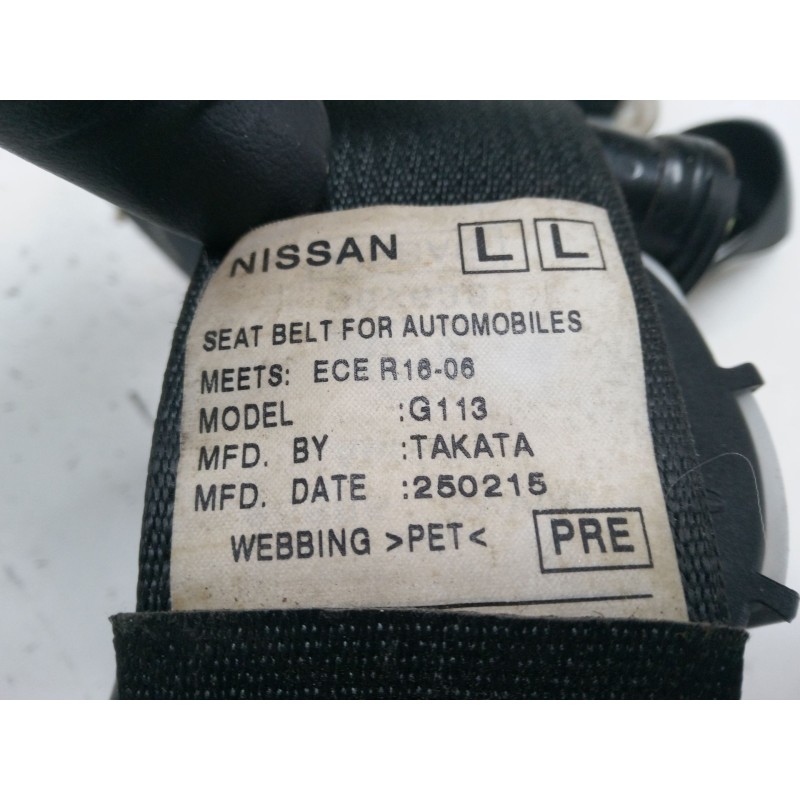 NISSAN L L
SEAT BELT FOR AUTOMOBILES
MEETS: ECE R16-06
MODEL :G113
MFD. BY :TAKATA
MFD. DATE :250215
WEBBING >PET< PRE